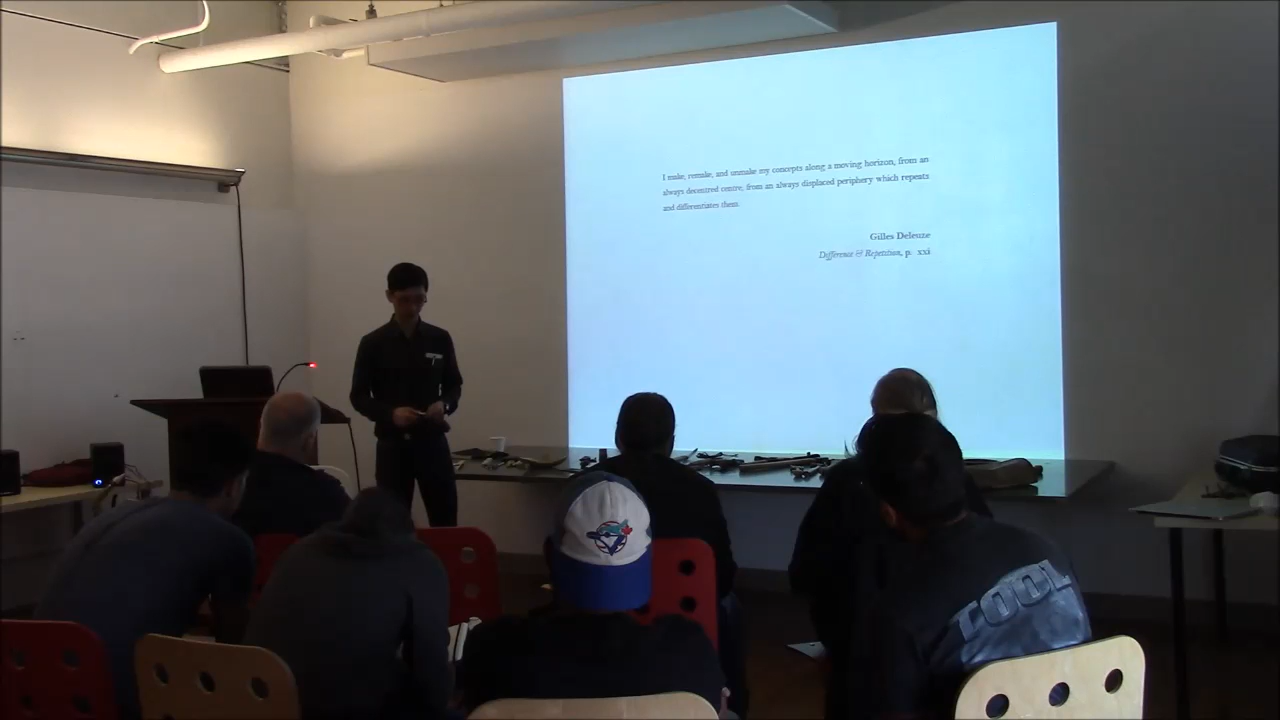 I make, remake, and unmake my concepts along a moving horizon, from an
always decentred centre, from an always displaced periphery which repeats
and differentiates them.
Gilles Deleuze
Difference & Repetition, p. xxi
TOOL